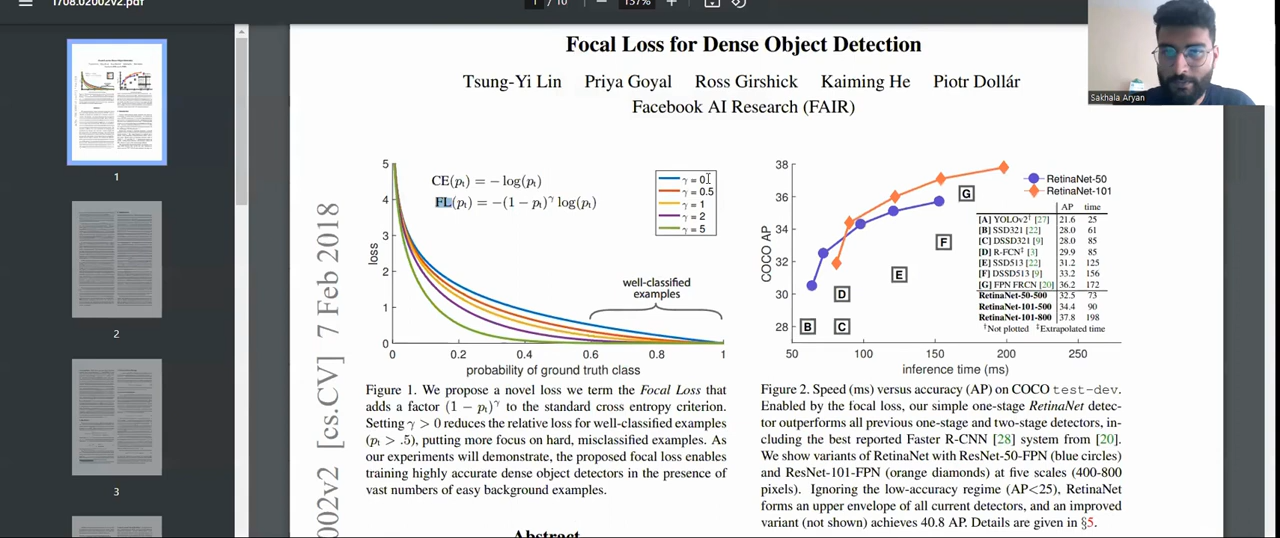 1708.02002v2.pdf
1 / 10
137%
Focal Loss for Dense Object Detection
Tsung-Yi Lin Priya Goyal Ross Girshick Kaiming He Piotr Dollár
Facebook AI Research (FAIR)
Sakhala Aryan
1
2
3
002v2 [cs.CV] 7 Feb 2018
5
4
3
2
1
0
loss
CE(pt) = − log(pt)
FL(pt) = −(1 − pt)γ log(pt)
γ = 0
γ = 0.5
γ = 1
γ = 2
γ = 5
well-classified
examples
0 0.2 0.4 0.6 0.8 1
probability of ground truth class
38
36
34
32
30
28
COCO AP
B
C
D
E
F
G
RetinaNet-50
RetinaNet-101
AP time
[A] YOLOv2† [27] 21.6 25
[B] SSD321 [22] 28.0 61
[C] DSSD321 [9] 28.0 85
[D] R-FCN‡ [3] 29.9 85
[E] SSD513 [22] 31.2 125
[F] DSSD513 [9] 33.2 156
[G] FPN FRCN [20] 36.2 172
RetinaNet-50-500 32.5 73
RetinaNet-101-500 34.4 90
RetinaNet-101-800 37.8 198
†Not plotted ‡Extrapolated time
50 100 150 200 250
inference time (ms)
Figure 1. We propose a novel loss we term the Focal Loss that
adds a factor (1 − pt)γ to the standard cross entropy criterion.
Setting γ > 0 reduces the relative loss for well-classified examples
(pt > .5), putting more focus on hard, misclassified examples. As
our experiments will demonstrate, the proposed focal loss enables
training highly accurate dense object detectors in the presence of
vast numbers of easy background examples.
Abstract
Figure 2. Speed (ms) versus accuracy (AP) on COCO test-dev.
Enabled by the focal loss, our simple one-stage RetinaNet detec-
tor outperforms all previous one-stage and two-stage detectors, in-
cluding the best reported Faster R-CNN [28] system from [20].
We show variants of RetinaNet with ResNet-50-FPN (blue circles)
and ResNet-101-FPN (orange diamonds) at five scales (400-800
pixels). Ignoring the low-accuracy regime (AP<25), RetinaNet
forms an upper envelope of all current detectors, and an improved
variant (not shown) achieves 40.8 AP. Details are given in §5.